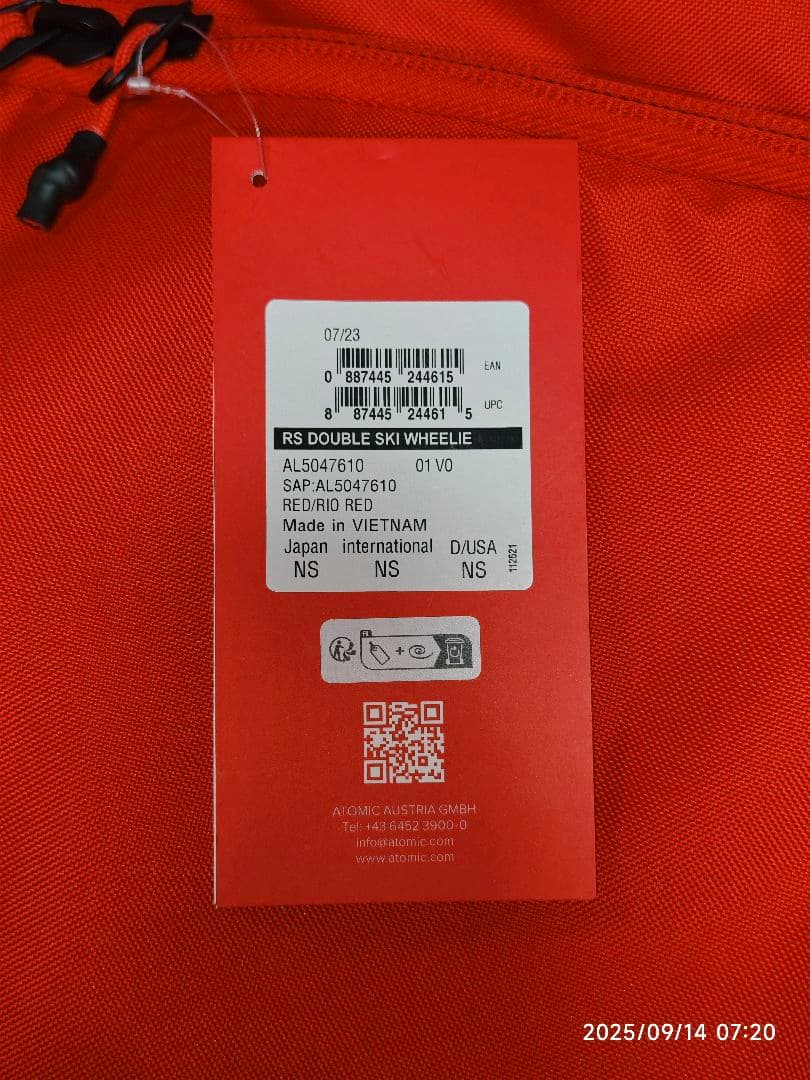 07/23
EAN
0 887445 244615
UPC
8 87445 24461 5
RS DOUBLE SKI WHEELIE
AL5047610 01 V0
SAP:AL5047610
RED/RIO RED
Made in VIETNAM
Japan international D/USA
NS NS NS
112621
FR
ATOMIC AUSTRIA GMBH
Tel: +43 6452 3900-0
info@atomic.com
www.atomic.com
2025/09/14 07:20